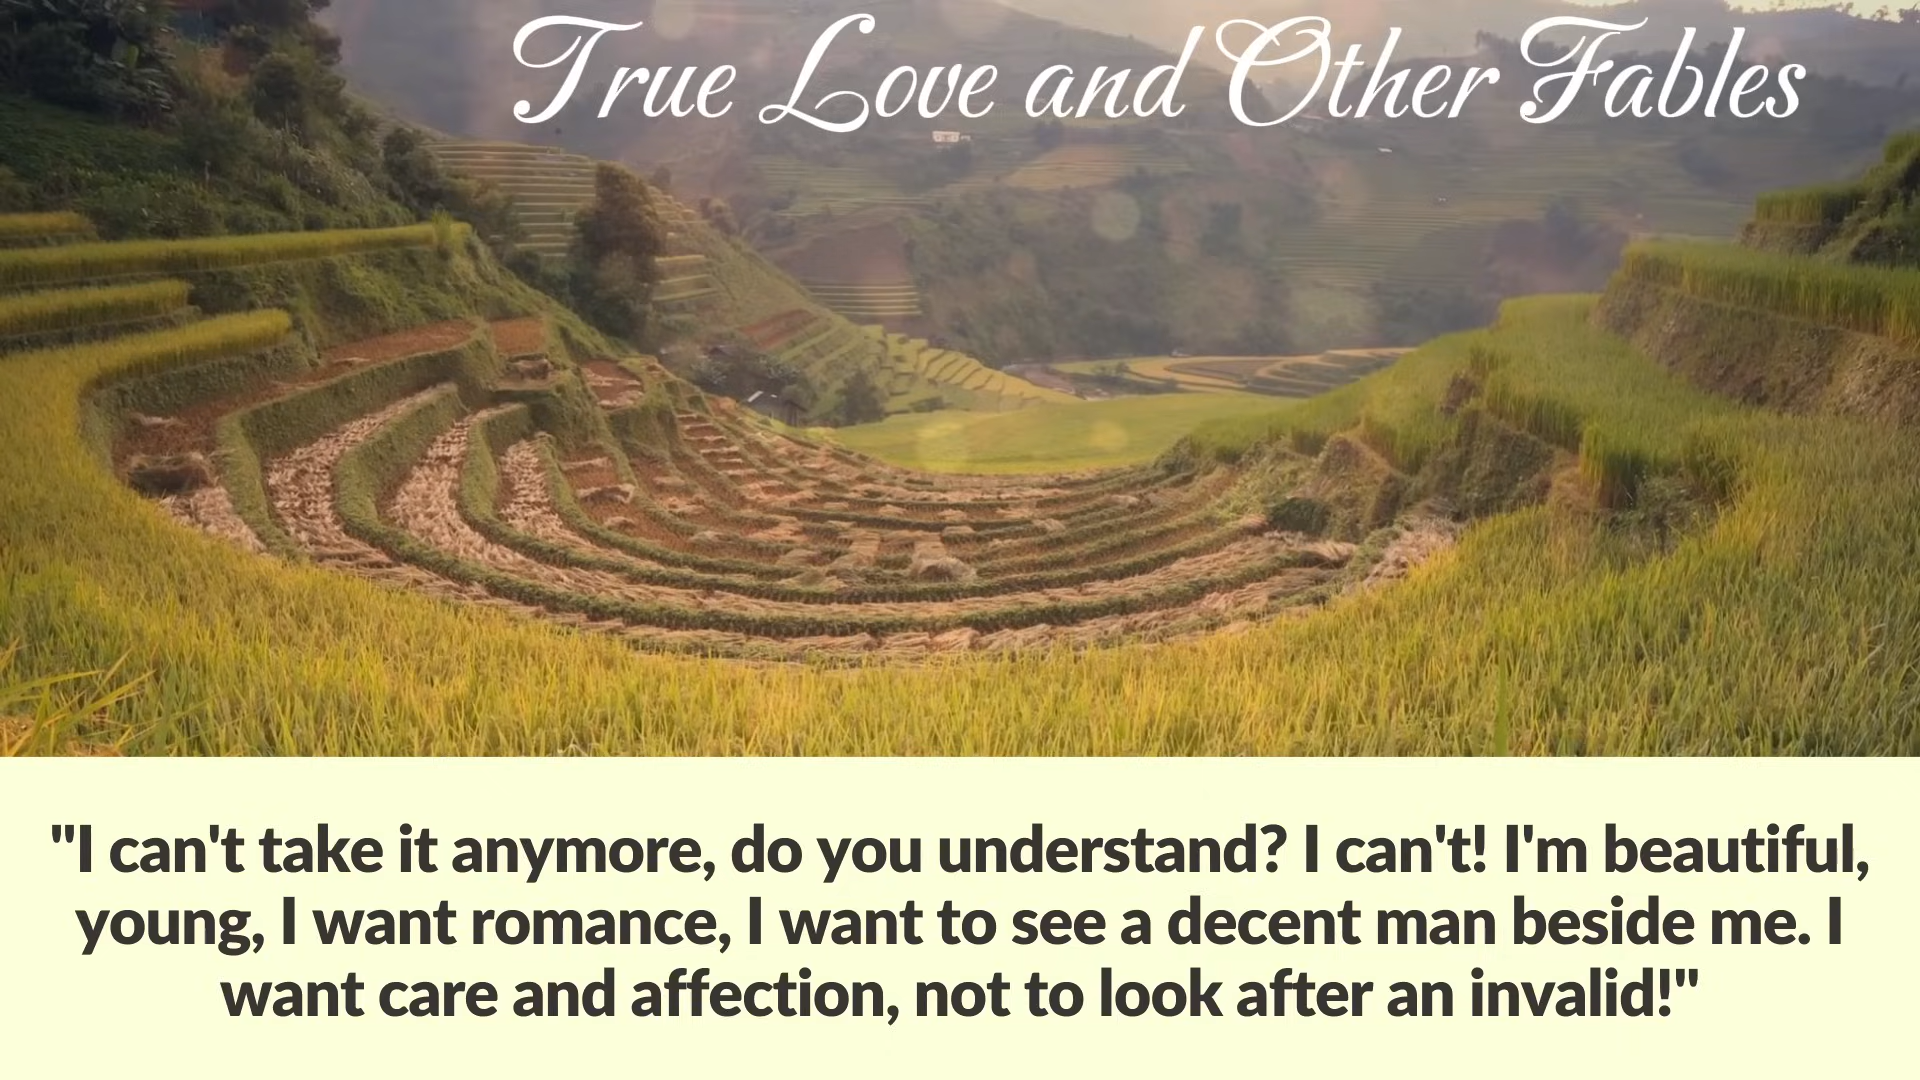 True Love and Other Fables
"I can't take it anymore, do you understand? I can't! I'm beautiful,
young, I want romance, I want to see a decent man beside me. I
want care and affection, not to look after an invalid!"